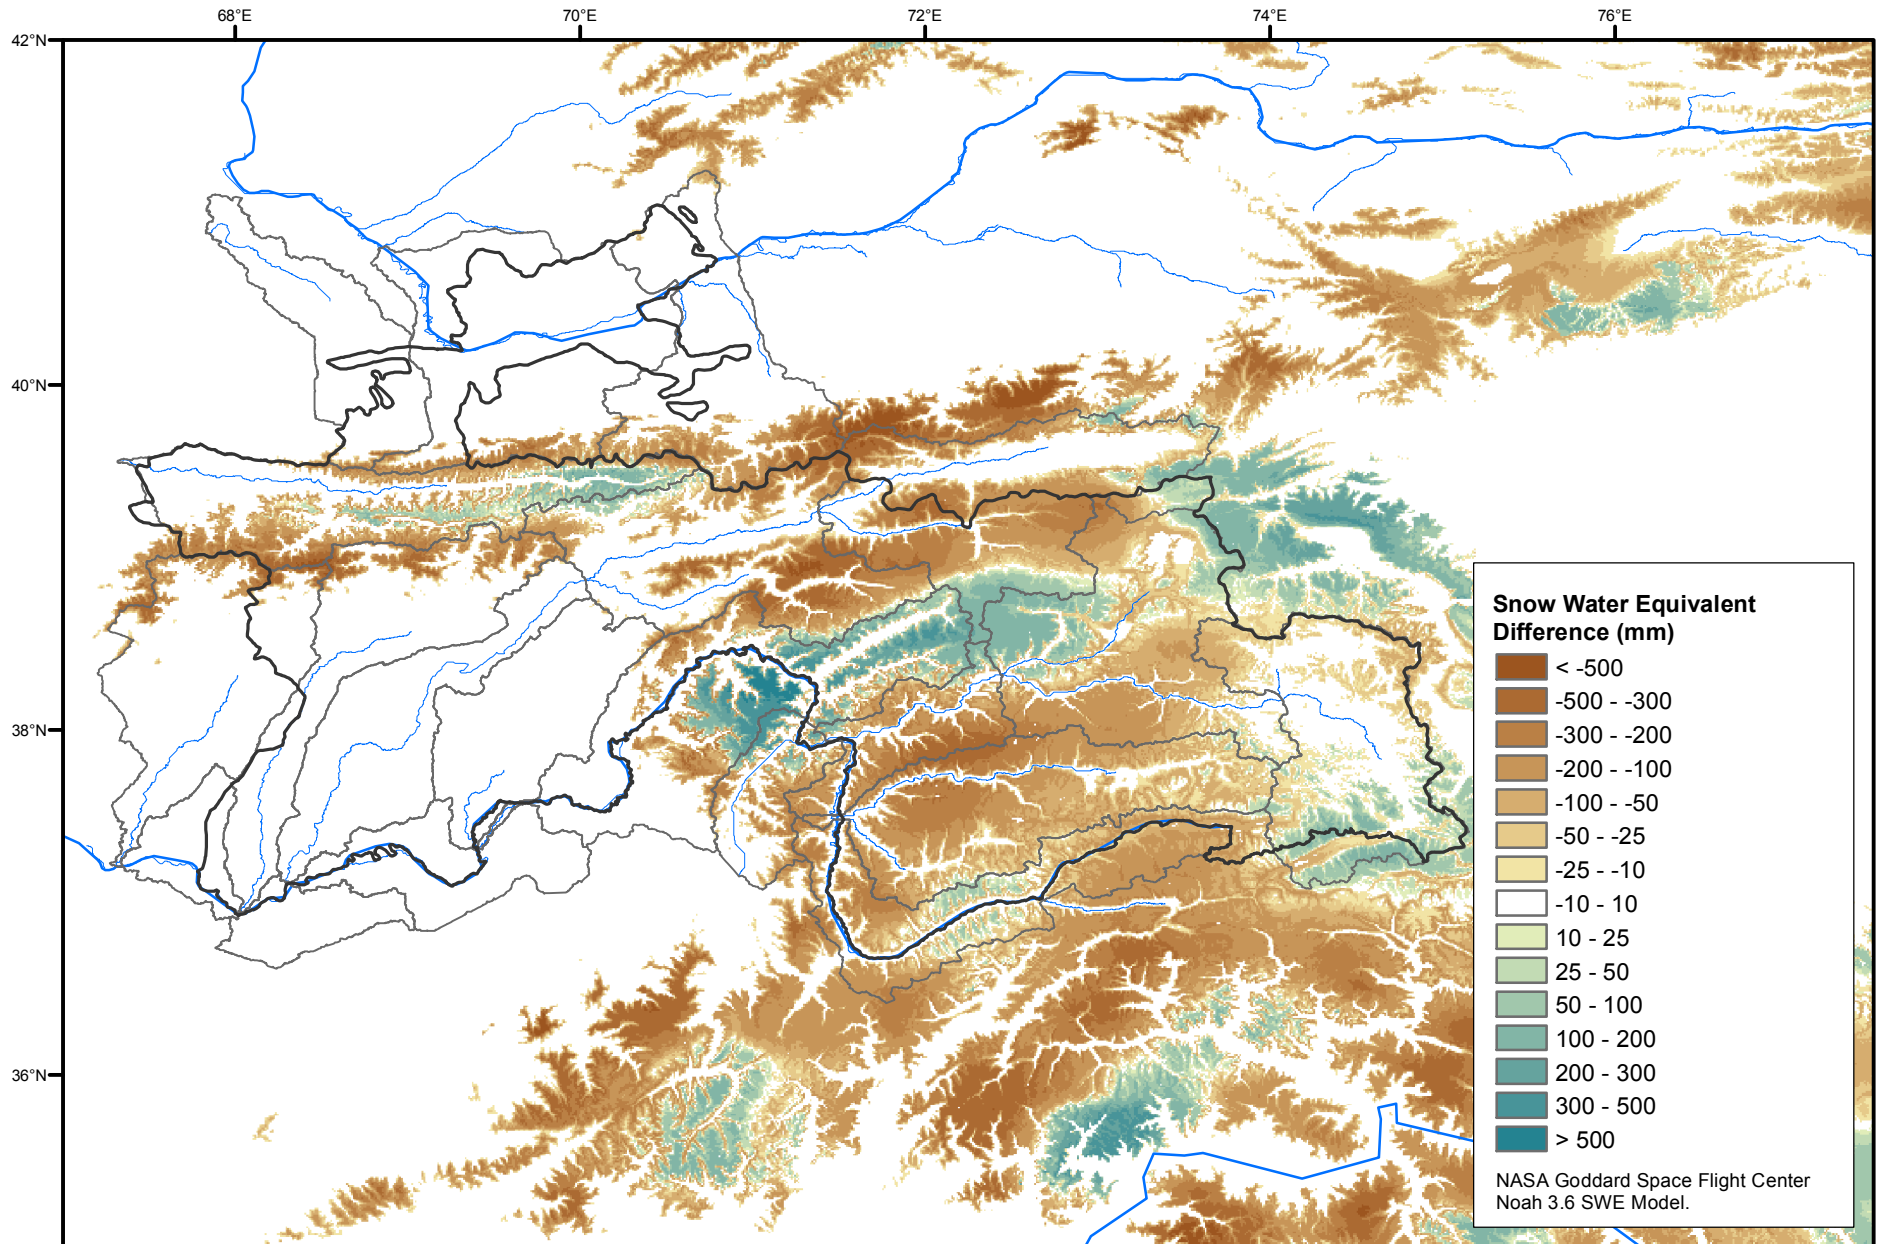 68°E
70°E
72°E
74°E
76°E
42°N
40°N
38°N
36°N
Snow Water Equivalent
Difference (mm)
< -500
-500 - -300
-300 - -200
-200 - -100
-100 - -50
-50 - -25
-25 - -10
-10 - 10
10 - 25
25 - 50
50 - 100
100 - 200
200 - 300
300 - 500
> 500
NASA Goddard Space Flight Center
Noah 3.6 SWE Model.